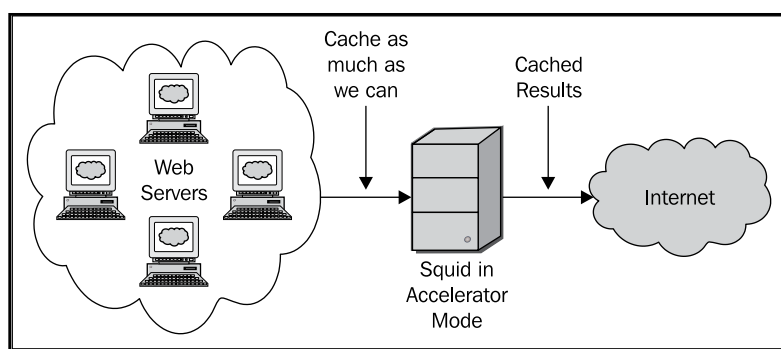 Cache as
much as
we can
Cached
Results
Web
Servers
Internet
Squid in
Accelerator
Mode